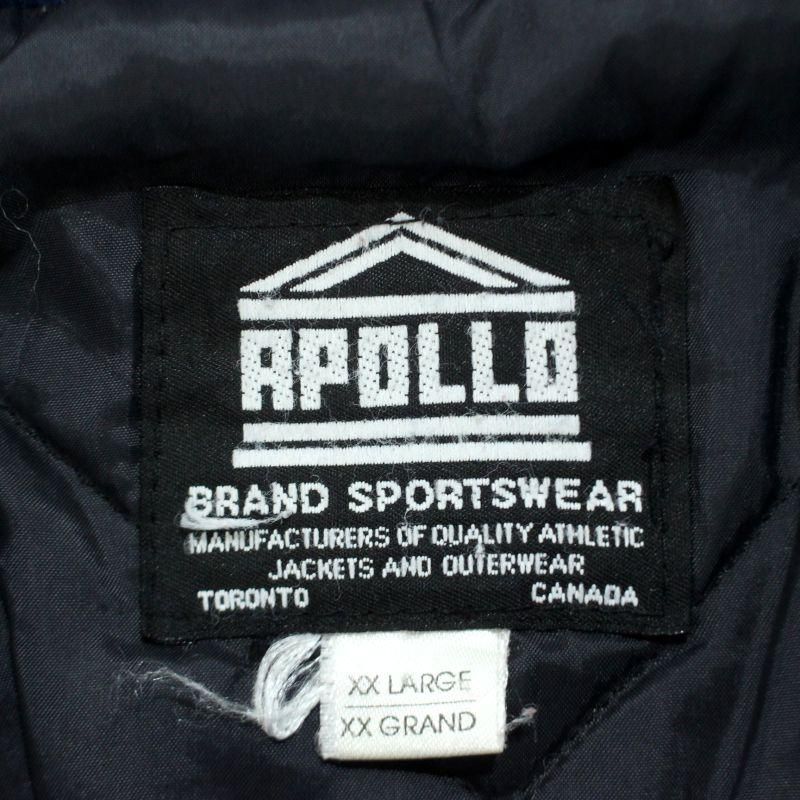 APOLLO
BRAND SPORTSWEAR
MANUFACTURERS OF QUALITY ATHLETIC
JACKETS AND OUTERWEAR
TORONTO CANADA
XX LARGE
XX GRAND